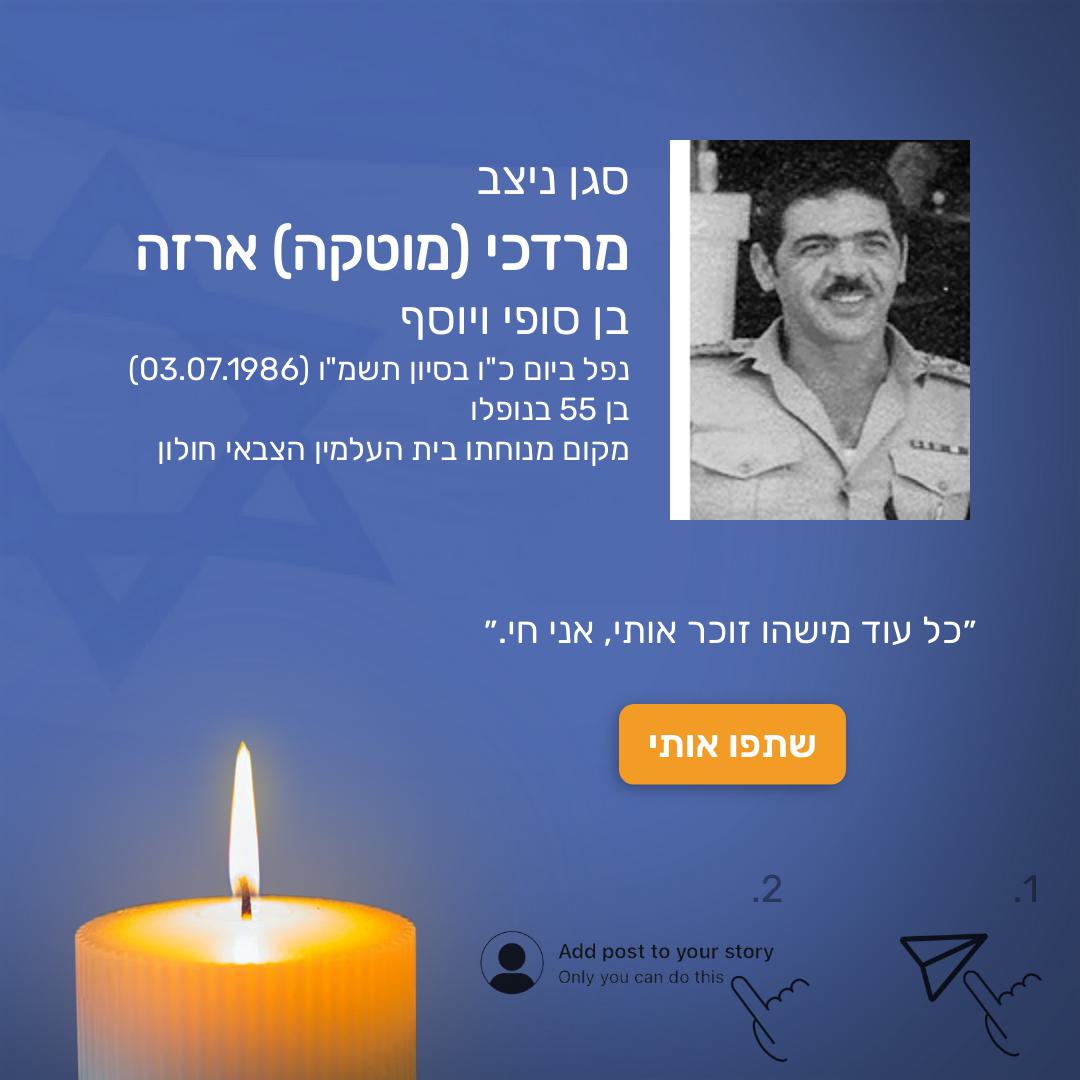 סגן ניצב
מרדכי (מוטקה) ארזה
בן סופי ויוסף
נפל ביום כ"ו בסיון תשמ"ו (03.07.1986)
בן 55 בנופלו
מקום מנוחתו בית העלמין הצבאי חולון
״כל עוד מישהו זוכר אותי, אני חי.״
שתפו אותי
1.
2.
Add post to your story
Only you can do this